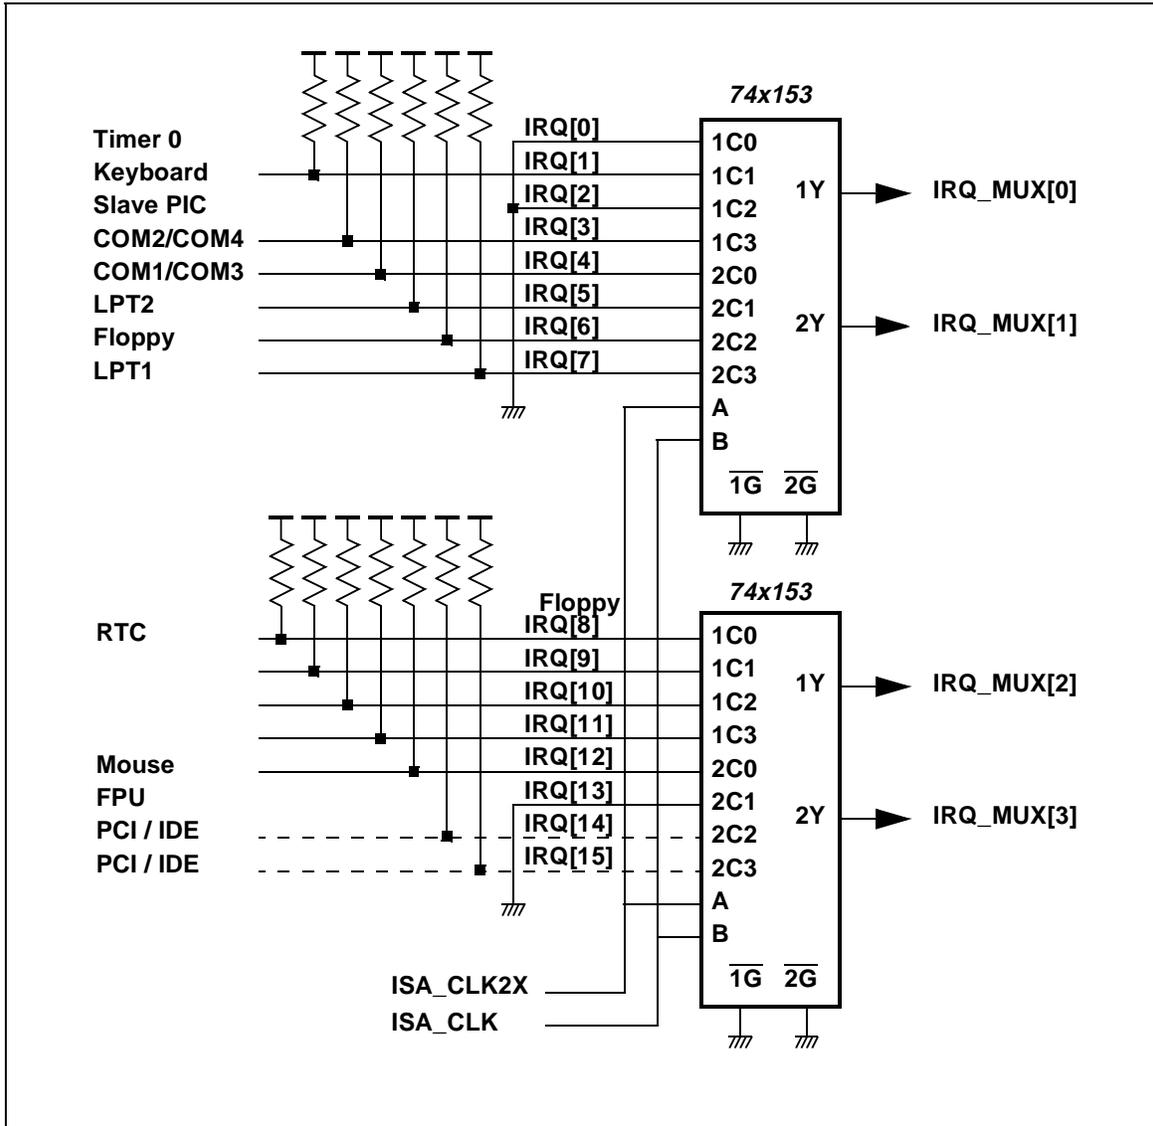 74x153
Timer 0
IRQ[0]
1C0
Keyboard
IRQ[1]
1C1
1Y
IRQ_MUX[0]
Slave PIC
IRQ[2]
1C2
COM2/COM4
IRQ[3]
1C3
COM1/COM3
IRQ[4]
2C0
LPT2
IRQ[5]
2C1
2Y
IRQ_MUX[1]
Floppy
IRQ[6]
2C2
LPT1
IRQ[7]
2C3
A
B
1G 2G
74x153
Floppy
RTC
IRQ[8]
1C0
IRQ[9]
1C1
1Y
IRQ_MUX[2]
IRQ[10]
1C2
IRQ[11]
1C3
Mouse
IRQ[12]
2C0
FPU
IRQ[13]
2C1
2Y
IRQ_MUX[3]
PCI / IDE
IRQ[14]
2C2
PCI / IDE
IRQ[15]
2C3
A
B
1G 2G
ISA_CLK2X
ISA_CLK